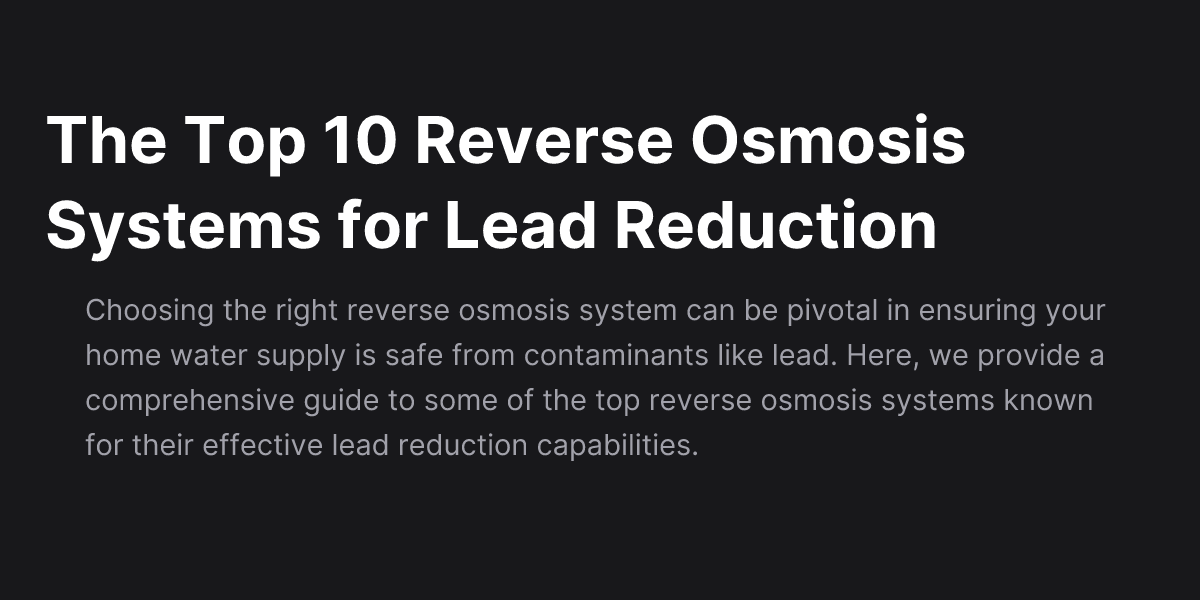 The Top 10 Reverse Osmosis
Systems for Lead Reduction
Choosing the right reverse osmosis system can be pivotal in ensuring your
home water supply is safe from contaminants like lead. Here, we provide a
comprehensive guide to some of the top reverse osmosis systems known
for their effective lead reduction capabilities.